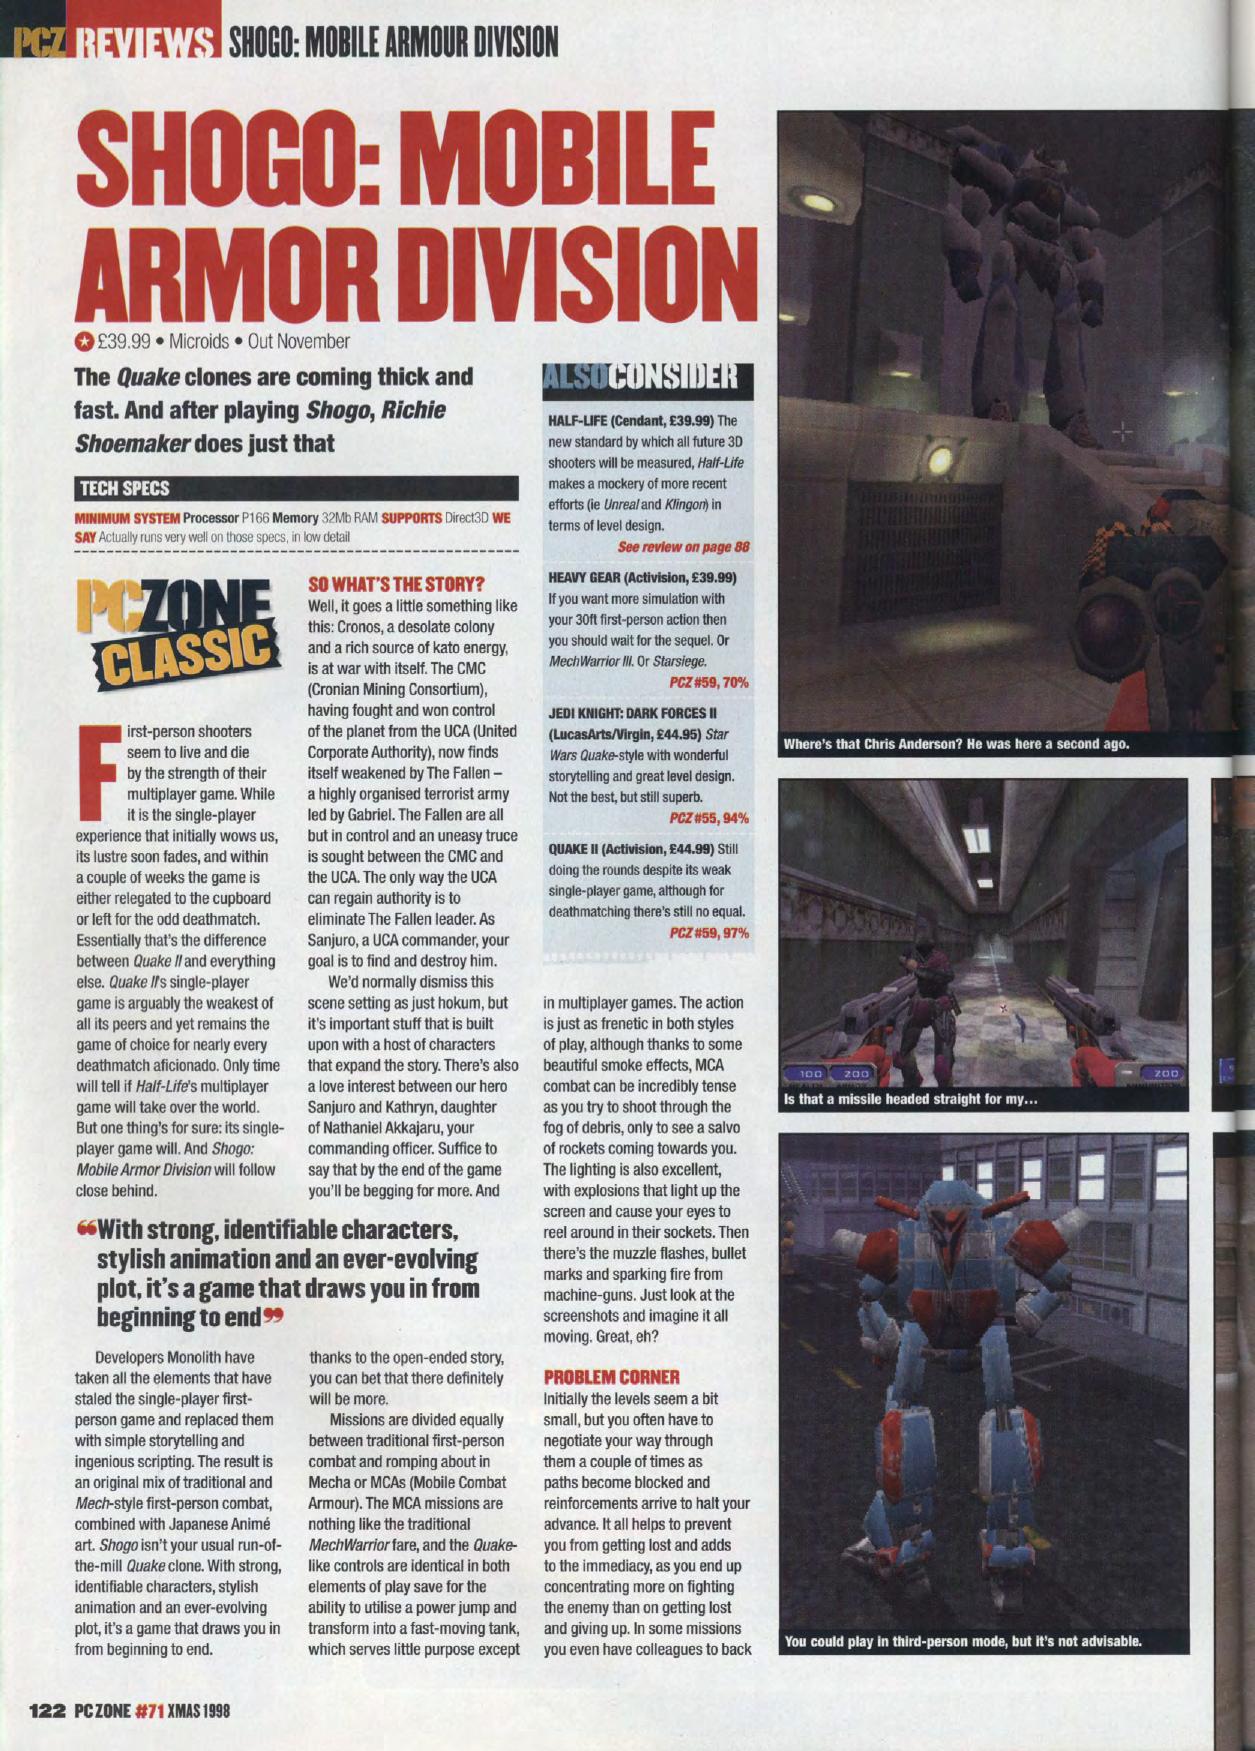 PCZ REVIEWS SHOGO: MOBILE ARMOUR DIVISION
SHOGO: MOBILE
ARMOR DIVISION
£39.99 • Microids • Out November
The Quake clones are coming thick and
fast. And after playing Shogo, Richie
Shoemaker does just that
TECH SPECS
MINIMUM SYSTEM Processor P166 Memory 32Mb RAM SUPPORTS Direct3D WE
SAY Actually runs very well on those specs, in low detail
PCZONE
CLASSIC
First-person shooters
seem to live and die
by the strength of their
multiplayer game. While
it is the single-player
experience that initially wows us,
its lustre soon fades, and within
a couple of weeks the game is
either relegated to the cupboard
or left for the odd deathmatch.
Essentially that's the difference
between Quake II and everything
else. Quake II's single-player
game is arguably the weakest of
all its peers and yet remains the
game of choice for nearly every
deathmatch aficionado. Only time
will tell if Half-Life's multiplayer
game will take over the world.
But one thing's for sure: its single-
player game will. And Shogo:
Mobile Armor Division will follow
close behind.
“With strong, identifiable characters,
stylish animation and an ever-evolving
plot, it's a game that draws you in from
beginning to end”
Developers Monolith have
taken all the elements that have
staled the single-player first-
person game and replaced them
with simple storytelling and
ingenious scripting. The result is
an original mix of traditional and
Mech-style first-person combat,
combined with Japanese Animé
art. Shogo isn't your usual run-of-
the-mill Quake clone. With strong,
identifiable characters, stylish
animation and an ever-evolving
plot, it's a game that draws you in
from beginning to end.
SO WHAT'S THE STORY?
Well, it goes a little something like
this: Cronos, a desolate colony
and a rich source of kato energy,
is at war with itself. The CMC
(Cronian Mining Consortium),
having fought and won control
of the planet from the UCA (United
Corporate Authority), now finds
itself weakened by The Fallen –
a highly organised terrorist army
led by Gabriel. The Fallen are all
but in control and an uneasy truce
is sought between the CMC and
the UCA. The only way the UCA
can regain authority is to
eliminate The Fallen leader. As
Sanjuro, a UCA commander, your
goal is to find and destroy him.
We'd normally dismiss this
scene setting as just hokum, but
it's important stuff that is built
upon with a host of characters
that expand the story. There's also
a love interest between our hero
Sanjuro and Kathryn, daughter
of Nathaniel Akkajaru, your
commanding officer. Suffice to
say that by the end of the game
you'll be begging for more. And
thanks to the open-ended story,
you can bet that there definitely
will be more.
Missions are divided equally
between traditional first-person
combat and romping about in
Mecha or MCAs (Mobile Combat
Armour). The MCA missions are
nothing like the traditional
MechWarrior fare, and the Quake-
like controls are identical in both
elements of play save for the
ability to utilise a power jump and
transform into a fast-moving tank,
which serves little purpose except
ALSO CONSIDER
HALF-LIFE (Cendant, £39.99) The
new standard by which all future 3D
shooters will be measured, Half-Life
makes a mockery of more recent
efforts (ie Unreal and Klingon) in
terms of level design.
See review on page 88
HEAVY GEAR (Activision, £39.99)
If you want more simulation with
your 30ft first-person action then
you should wait for the sequel. Or
MechWarrior III. Or Starsiege.
PCZ #59, 70%
JEDI KNIGHT: DARK FORCES II
(LucasArts/Virgin, £44.95) Star
Wars Quake-style with wonderful
storytelling and great level design.
Not the best, but still superb.
PCZ #55, 94%
QUAKE II (Activision, £44.99) Still
doing the rounds despite its weak
single-player game, although for
deathmatching there's still no equal.
PCZ #59, 97%
in multiplayer games. The action
is just as frenetic in both styles
of play, although thanks to some
beautiful smoke effects, MCA
combat can be incredibly tense
as you try to shoot through the
fog of debris, only to see a salvo
of rockets coming towards you.
The lighting is also excellent,
with explosions that light up the
screen and cause your eyes to
reel around in their sockets. Then
there's the muzzle flashes, bullet
marks and sparking fire from
machine-guns. Just look at the
screenshots and imagine it all
moving. Great, eh?
PROBLEM CORNER
Initially the levels seem a bit
small, but you often have to
negotiate your way through
them a couple of times as
paths become blocked and
reinforcements arrive to halt your
advance. It all helps to prevent
you from getting lost and adds
to the immediacy, as you end up
concentrating more on fighting
the enemy than on getting lost
and giving up. In some missions
you even have colleagues to back
Where's that Chris Anderson? He was here a second ago.
100 200 200
Is that a missile headed straight for my...
You could play in third-person mode, but it's not advisable.
122 PC ZONE #71 XMAS 1998